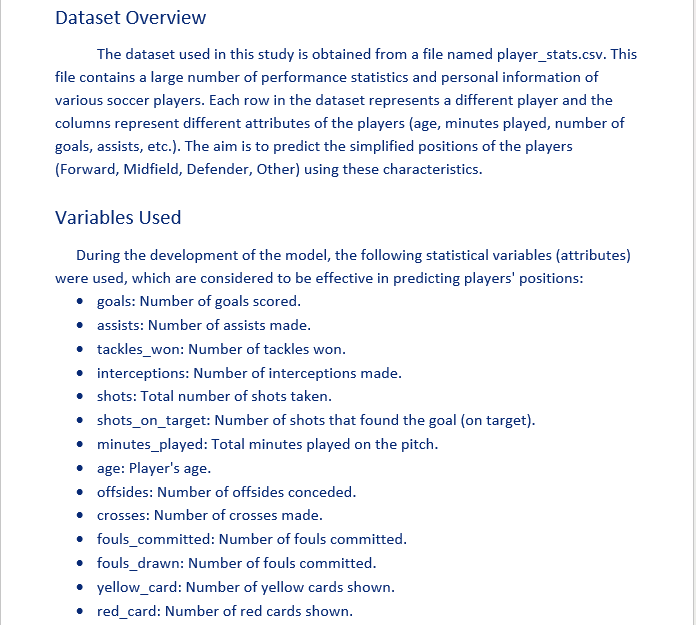 Dataset Overview
The dataset used in this study is obtained from a file named player_stats.csv. This
file contains a large number of performance statistics and personal information of
various soccer players. Each row in the dataset represents a different player and the
columns represent different attributes of the players (age, minutes played, number of
goals, assists, etc.). The aim is to predict the simplified positions of the players
(Forward, Midfield, Defender, Other) using these characteristics.
Variables Used
During the development of the model, the following statistical variables (attributes)
were used, which are considered to be effective in predicting players' positions:
• goals: Number of goals scored.
• assists: Number of assists made.
• tackles_won: Number of tackles won.
• interceptions: Number of interceptions made.
• shots: Total number of shots taken.
• shots_on_target: Number of shots that found the goal (on target).
• minutes_played: Total minutes played on the pitch.
• age: Player's age.
• offsides: Number of offsides conceded.
• crosses: Number of crosses made.
• fouls_committed: Number of fouls committed.
• fouls_drawn: Number of fouls committed.
• yellow_card: Number of yellow cards shown.
• red_card: Number of red cards shown.